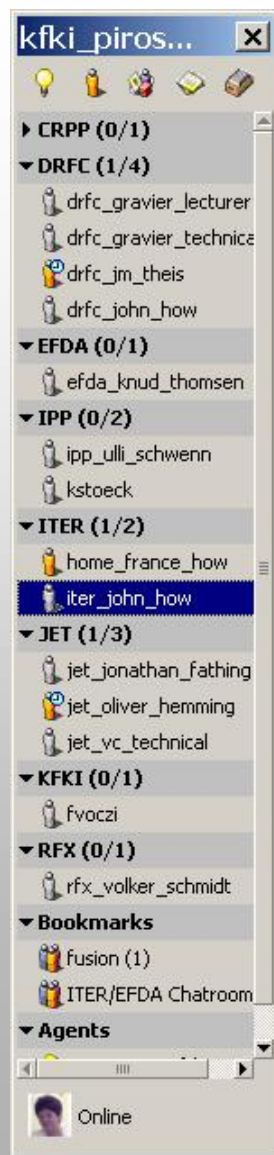 kfki_piros...
CRPP (0/1)
DRFC (1/4)
drfc_gravier_lecturer
drfc_gravier_technica
drfc_jm_theis
drfc_john_how
EFDA (0/1)
efda_knud_thomsen
IPP (0/2)
ipp_ulli_schwenn
kstoeck
ITER (1/2)
home_france_how
iter_john_how
JET (1/3)
jet_jonathan_fathing
jet_oliver_hemming
jet_vc_technical
KFKI (0/1)
fvoczi
RFX (0/1)
rfx_volker_schmidt
Bookmarks
fusion (1)
ITER/EFDA Chatroom
Agents
Online